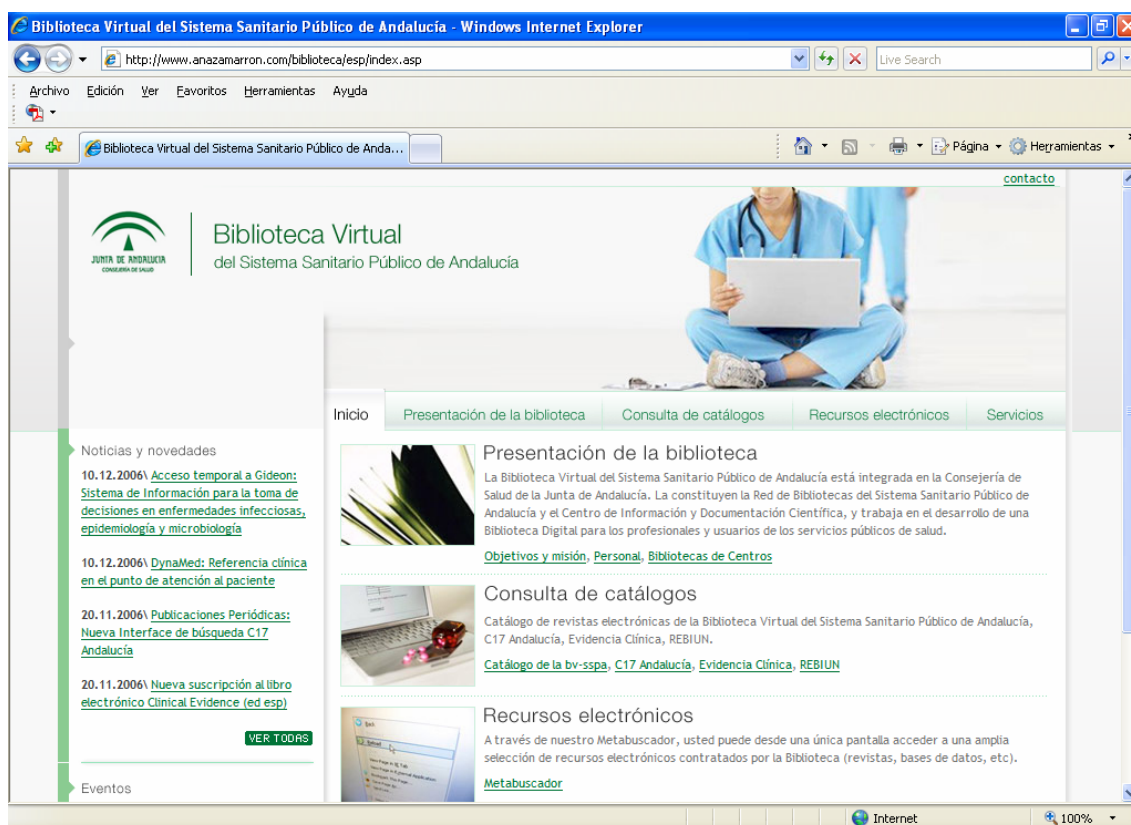 Biblioteca Virtual del Sistema Sanitario Público de Andalucía - Windows Internet Explorer
http://www.anazamarron.com/biblioteca/esp/index.asp
Live Search
Archivo Edición Ver Favoritos Herramientas Ayuda
Biblioteca Virtual del Sistema Sanitario Público de Anda...
Página Herramientas
contacto
JUNTA DE ANDALUCIA
CONSEJERÍA DE SALUD
Biblioteca Virtual
del Sistema Sanitario Público de Andalucía
Inicio Presentación de la biblioteca Consulta de catálogos Recursos electrónicos Servicios
Noticias y novedades
10.12.2006\ Acceso temporal a Gideon:
Sistema de Información para la toma de
decisiones en enfermedades infecciosas,
epidemiología y microbiología
10.12.2006\ DynaMed: Referencia clínica
en el punto de atención al paciente
20.11.2006\ Publicaciones Periódicas:
Nueva Interface de búsqueda C17
Andalucía
20.11.2006\ Nueva suscripción al libro
electrónico Clinical Evidence (ed esp)
VER TODAS
Eventos
Presentación de la biblioteca
La Biblioteca Virtual del Sistema Sanitario Público de Andalucía está integrada en la Consejería de
Salud de la Junta de Andalucía. La constituyen la Red de Bibliotecas del Sistema Sanitario Público de
Andalucía y el Centro de Información y Documentación Científica, y trabaja en el desarrollo de una
Biblioteca Digital para los profesionales y usuarios de los servicios públicos de salud.
Objetivos y misión, Personal, Bibliotecas de Centros
Consulta de catálogos
Catálogo de revistas electrónicas de la Biblioteca Virtual del Sistema Sanitario Público de Andalucía,
C17 Andalucía, Evidencia Clínica, REBIUN.
Catálogo de la bv-sspa, C17 Andalucía, Evidencia Clínica, REBIUN
Recursos electrónicos
A través de nuestro Metabuscador, usted puede desde una única pantalla acceder a una amplia
selección de recursos electrónicos contratados por la Biblioteca (revistas, bases de datos, etc).
Metabuscador
Internet
100%